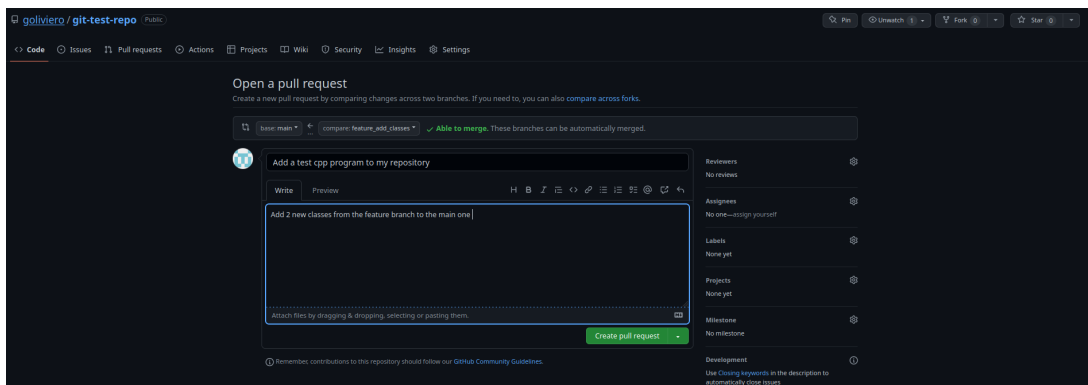 goliviero / git-test-repo Public
Pin Unwatch 1 Fork 0 Star 0
Code Issues Pull requests Actions Projects Wiki Security Insights Settings
Open a pull request
Create a new pull request by comparing changes across two branches. If you need to, you can also compare across forks.
base: main ← compare: feature_add_classes ✓ Able to merge. These branches can be automatically merged.
Add a test cpp program to my repository
Write Preview
Add 2 new classes from the feature branch to the main one
Attach files by dragging & dropping, selecting or pasting them.
Create pull request
Remember, contributions to this repository should follow our GitHub Community Guidelines.
Reviewers
No reviews
Assignees
No one—assign yourself
Labels
None yet
Projects
None yet
Milestone
No milestone
Development
Use Closing keywords in the description to
automatically close issues